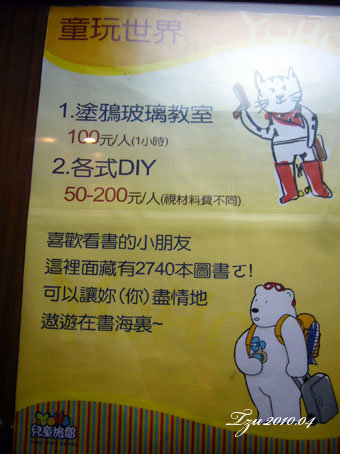 童玩世界
YoHo
1.塗鴉玻璃教室
100元/人(1小時)
2.各式DIY
50-200元/人(視材料費不同)
喜歡看書的小朋友
這裡面藏有2740本圖書ㄛ!
可以讓妳(你)盡情地
遨遊在書海裏~
兒童旅館
Tzu 2010.04